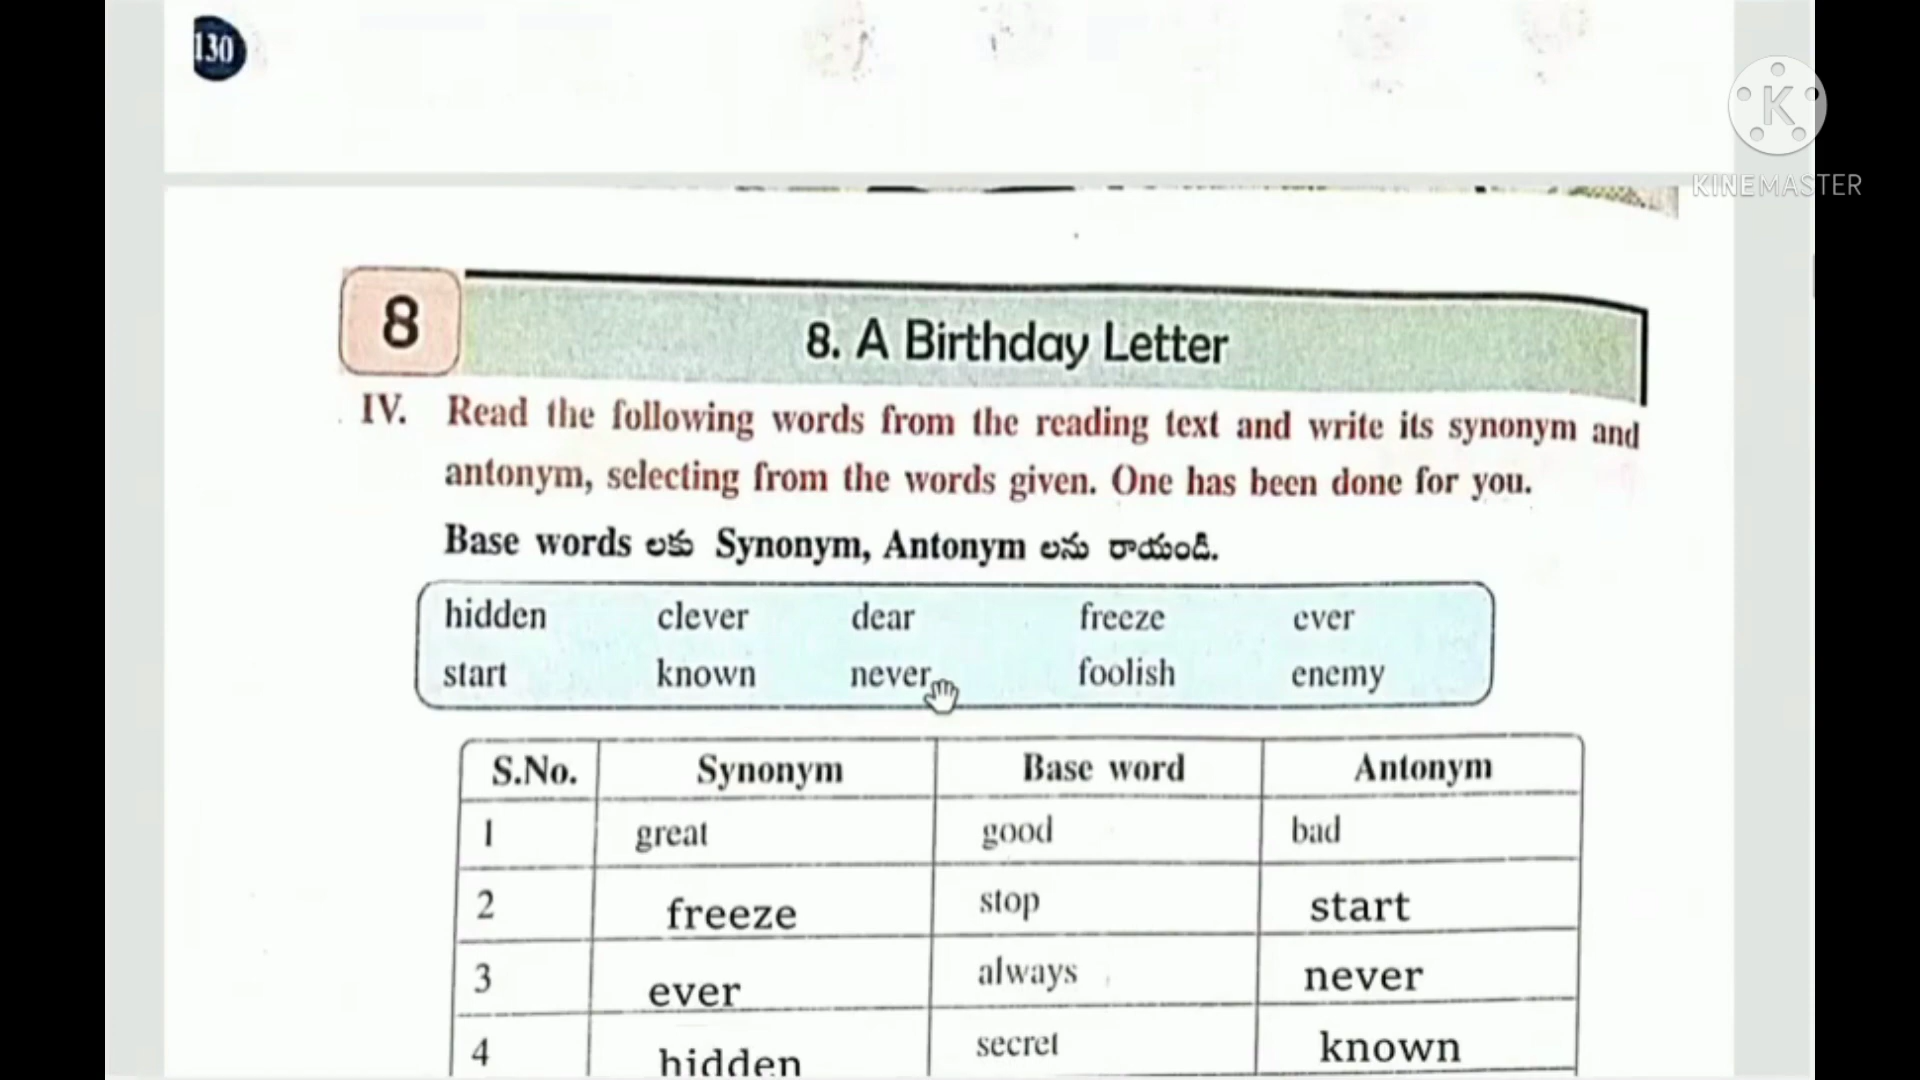 130
K
KINEMASTER
8
8. A Birthday Letter
IV. Read the following words from the reading text and write its synonym and
antonym, selecting from the words given. One has been done for you.
Base words లకు Synonym, Antonym లను రాయండి.
hidden clever dear freeze ever
start known never foolish enemy
S.No. Synonym Base word Antonym
1 great good bad
2 freeze stop start
3 ever always never
4 hidden secret known